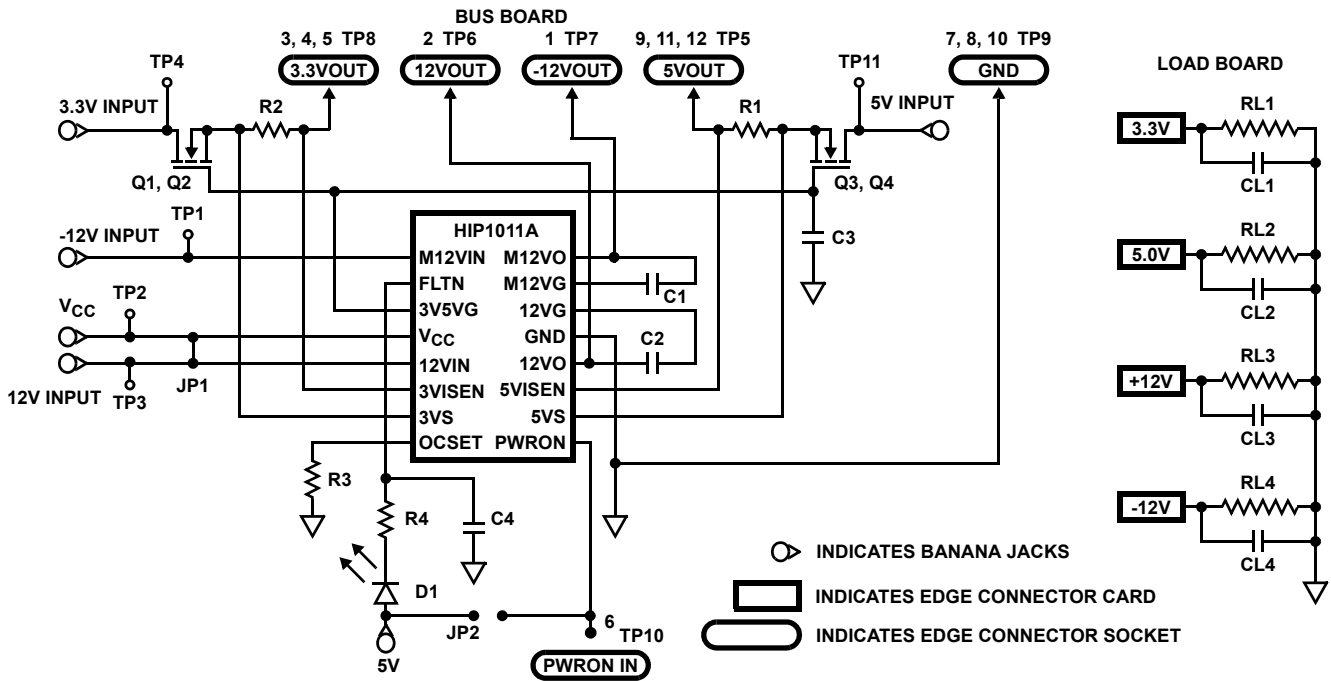 BUS BOARD
3, 4, 5 TP8
2 TP6
1 TP7
9, 11, 12 TP5
7, 8, 10 TP9
TP4
3.3VOUT
12VOUT
-12VOUT
5VOUT
TP11
GND
LOAD BOARD
3.3V INPUT
R2
R1
5V INPUT
Q1, Q2
Q3, Q4
TP1
-12V INPUT
HIP1011A
M12VIN
M12VO
FLTN
M12VG
3V5VG
12VG
VCC
GND
12VIN
12VO
3VISEN
5VISEN
3VS
5VS
OCSET
PWRON
C1
C2
C3
VCC
TP2
JP1
12V INPUT
TP3
R3
R4
C4
D1
JP2
5V
6
TP10
PWRON IN
3.3V
RL1
CL1
5.0V
RL2
CL2
+12V
RL3
CL3
-12V
RL4
CL4
INDICATES BANANA JACKS
INDICATES EDGE CONNECTOR CARD
INDICATES EDGE CONNECTOR SOCKET